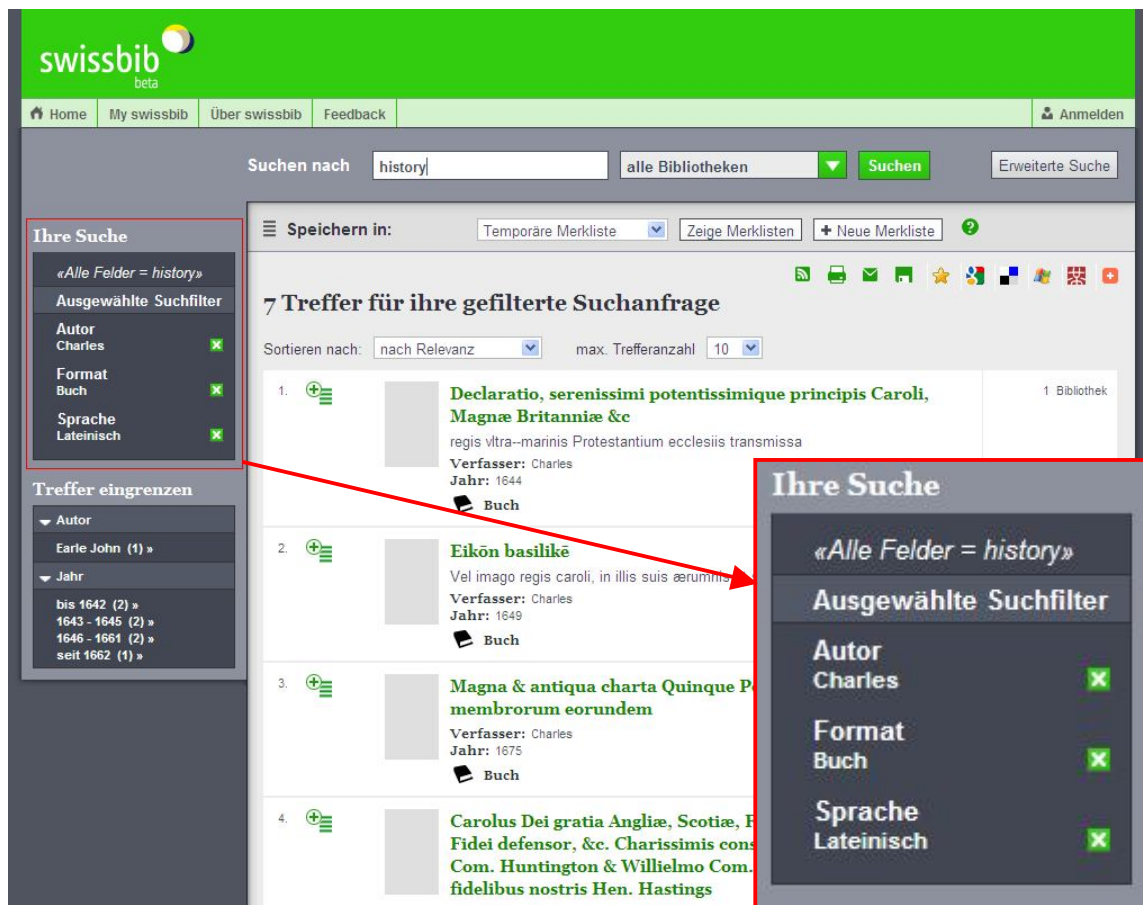 swissbib
beta
Home My swissbib Über swissbib Feedback Anmelden
Suchen nach history alle Bibliotheken Suchen Erweiterte Suche
Ihre Suche
«Alle Felder = history»
Ausgewählte Suchfilter
Autor
Charles
Format
Buch
Sprache
Lateinisch
Treffer eingrenzen
Autor
Earle John (1) »
Jahr
bis 1642 (2) »
1643 - 1645 (2) »
1646 - 1661 (2) »
seit 1662 (1) »
Speichern in: Temporäre Merkliste Zeige Merklisten + Neue Merkliste ?
7 Treffer für ihre gefilterte Suchanfrage
Sortieren nach: nach Relevanz max. Trefferanzahl 10
1. Declaratio, serenissimi potentissimique principis Caroli, 1 Bibliothek
Magnæ Britanniæ &c
regis vltra--marinis Protestantium ecclesiis transmissa
Verfasser: Charles
Jahr: 1644
Buch
2. Eikōn basilikē
Vel imago regis caroli, in illis suis ærumnis
Verfasser: Charles
Jahr: 1649
Buch
3. Magna & antiqua charta Quinque
membrorum eorundem
Verfasser: Charles
Jahr: 1675
Buch
4. Carolus Dei gratia Angliæ, Scotiæ,
Fidei defensor, &c. Charissimis
Com. Huntington & Willielmo Com.
fidelibus nostris Hen. Hastings
Ihre Suche
«Alle Felder = history»
Ausgewählte Suchfilter
Autor
Charles
Format
Buch
Sprache
Lateinisch